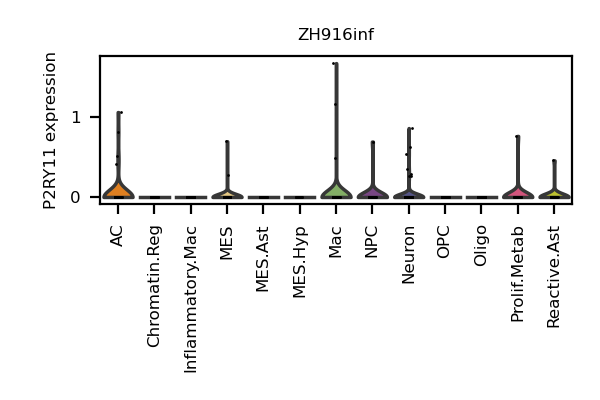 ZH916inf
P2RY11 expression
1
0
AC
Chromatin.Reg
Inflammatory.Mac
MES
MES.Ast
MES.Hyp
Mac
NPC
Neuron
OPC
Oligo
Prolif.Metab
Reactive.Ast